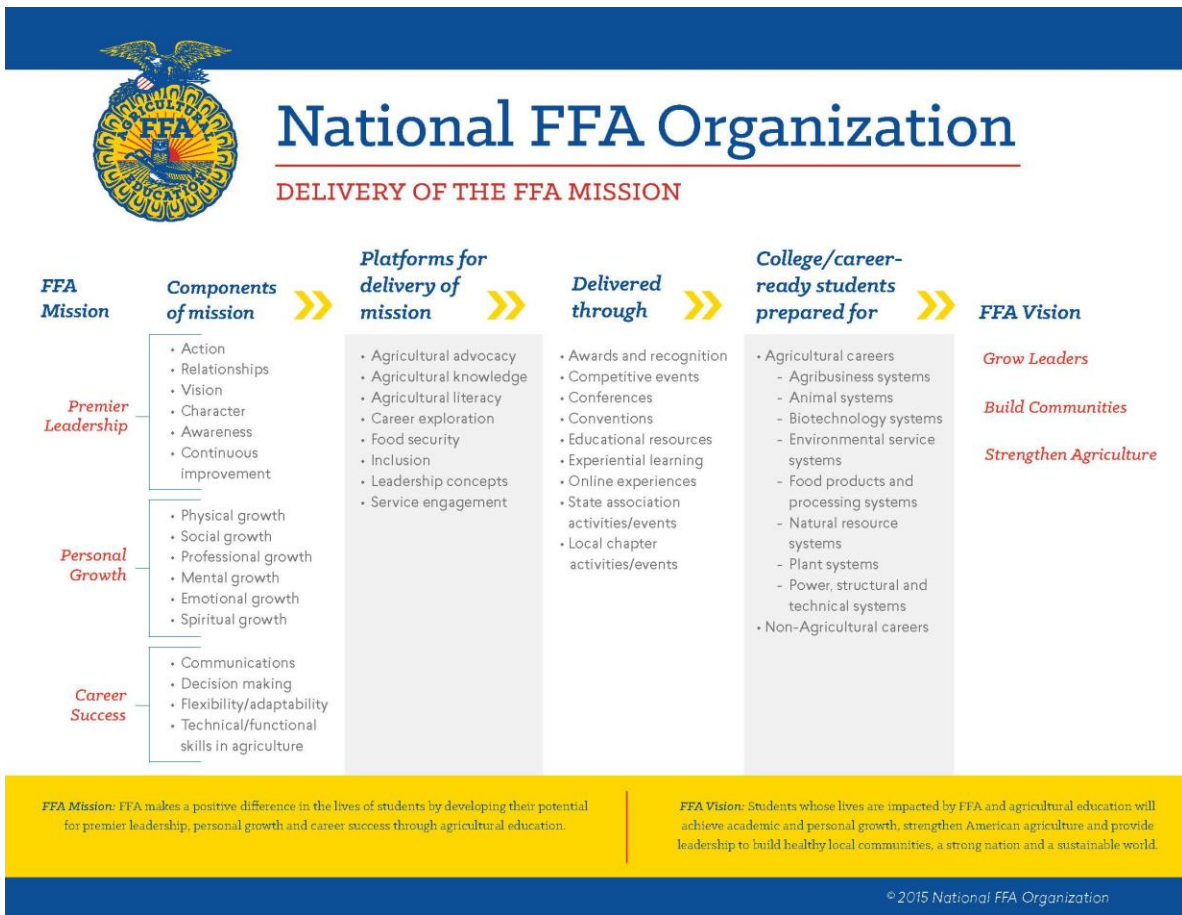 AGRICULTURAL
FFA
EDUCATION
National FFA Organization
DELIVERY OF THE FFA MISSION
FFA
Mission
Premier
Leadership
Personal
Growth
Career
Success
Components
of mission
• Action
• Relationships
• Vision
• Character
• Awareness
• Continuous
improvement
• Physical growth
• Social growth
• Professional growth
• Mental growth
• Emotional growth
• Spiritual growth
• Communications
• Decision making
• Flexibility/adaptability
• Technical/functional
skills in agriculture
Platforms for
delivery of
mission
• Agricultural advocacy
• Agricultural knowledge
• Agricultural literacy
• Career exploration
• Food security
• Inclusion
• Leadership concepts
• Service engagement
Delivered
through
• Awards and recognition
• Competitive events
• Conferences
• Conventions
• Educational resources
• Experiential learning
• Online experiences
• State association
activities/events
• Local chapter
activities/events
College/career-
ready students
prepared for
• Agricultural careers
- Agribusiness systems
- Animal systems
- Biotechnology systems
- Environmental service
systems
- Food products and
processing systems
- Natural resource
systems
- Plant systems
- Power, structural and
technical systems
• Non-Agricultural careers
FFA Vision
Grow Leaders
Build Communities
Strengthen Agriculture
FFA Mission: FFA makes a positive difference in the lives of students by developing their potential
for premier leadership, personal growth and career success through agricultural education.
FFA Vision: Students whose lives are impacted by FFA and agricultural education will
achieve academic and personal growth, strengthen American agriculture and provide
leadership to build healthy local communities, a strong nation and a sustainable world.
© 2015 National FFA Organization